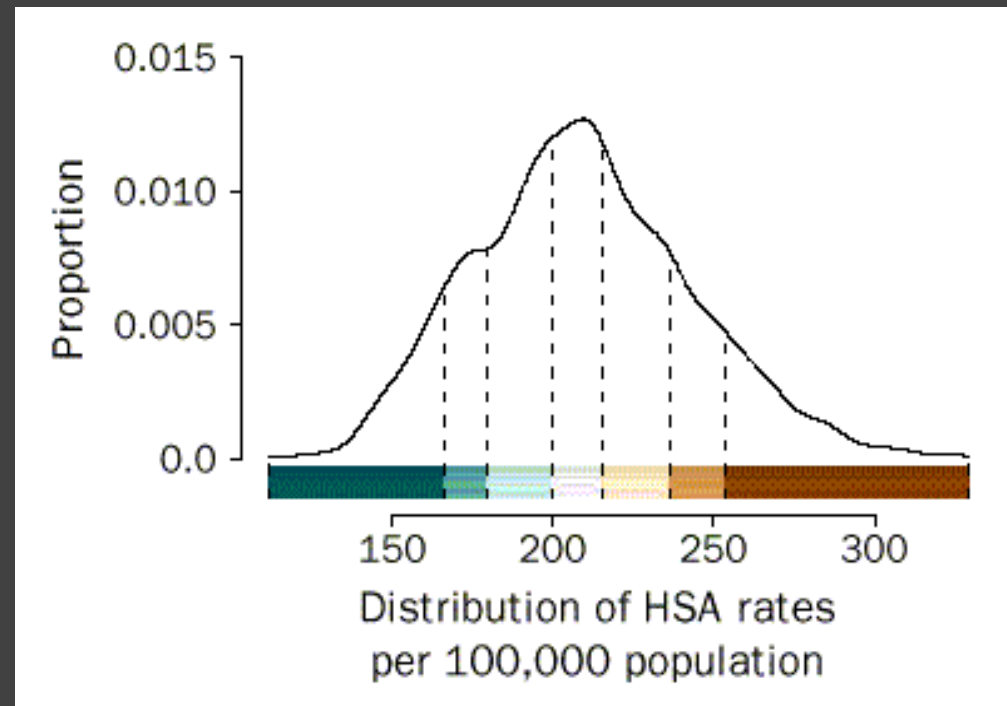 0.015
0.010
0.005
0.0
Proportion
150 200 250 300
Distribution of HSA rates
per 100,000 population